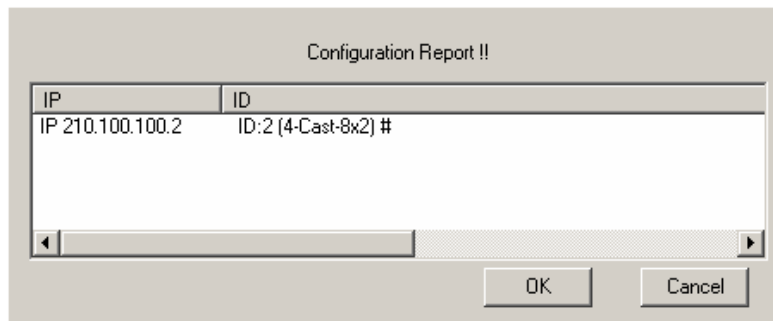 Configuration Report !!
IP ID
IP 210.100.100.2 ID:2 (4-Cast-8x2) #
OK Cancel